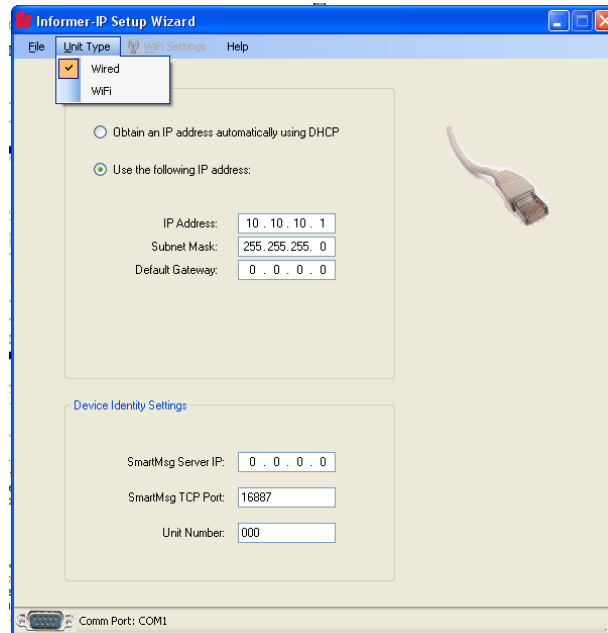 Informer-IP Setup Wizard
File Unit Type WiFi Settings Help
Wired
WiFi
Obtain an IP address automatically using DHCP
Use the following IP address:
IP Address: 10 . 10 . 10 . 1
Subnet Mask: 255.255.255. 0
Default Gateway: 0 . 0 . 0 . 0
Device Identity Settings
SmartMsg Server IP: 0 . 0 . 0 . 0
SmartMsg TCP Port: 16887
Unit Number: 000
Comm Port: COM1